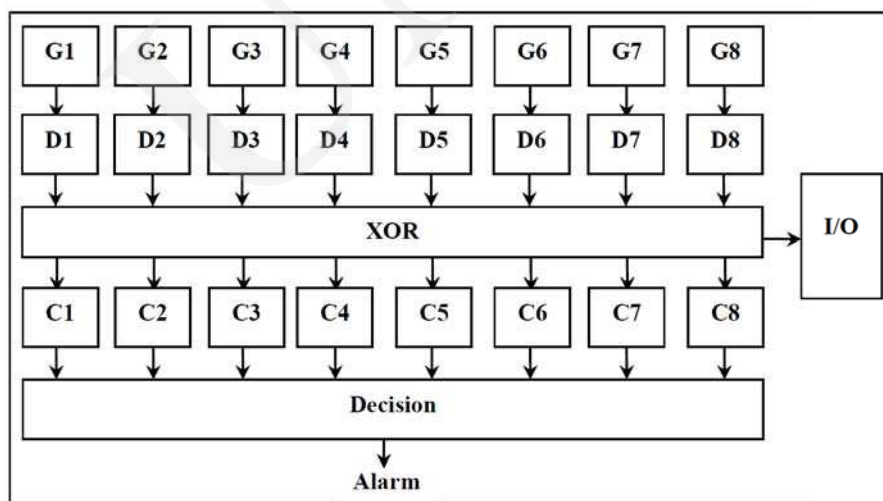 G1 G2 G3 G4 G5 G6 G7 G8
D1 D2 D3 D4 D5 D6 D7 D8
XOR
I/O
C1 C2 C3 C4 C5 C6 C7 C8
Decision
Alarm